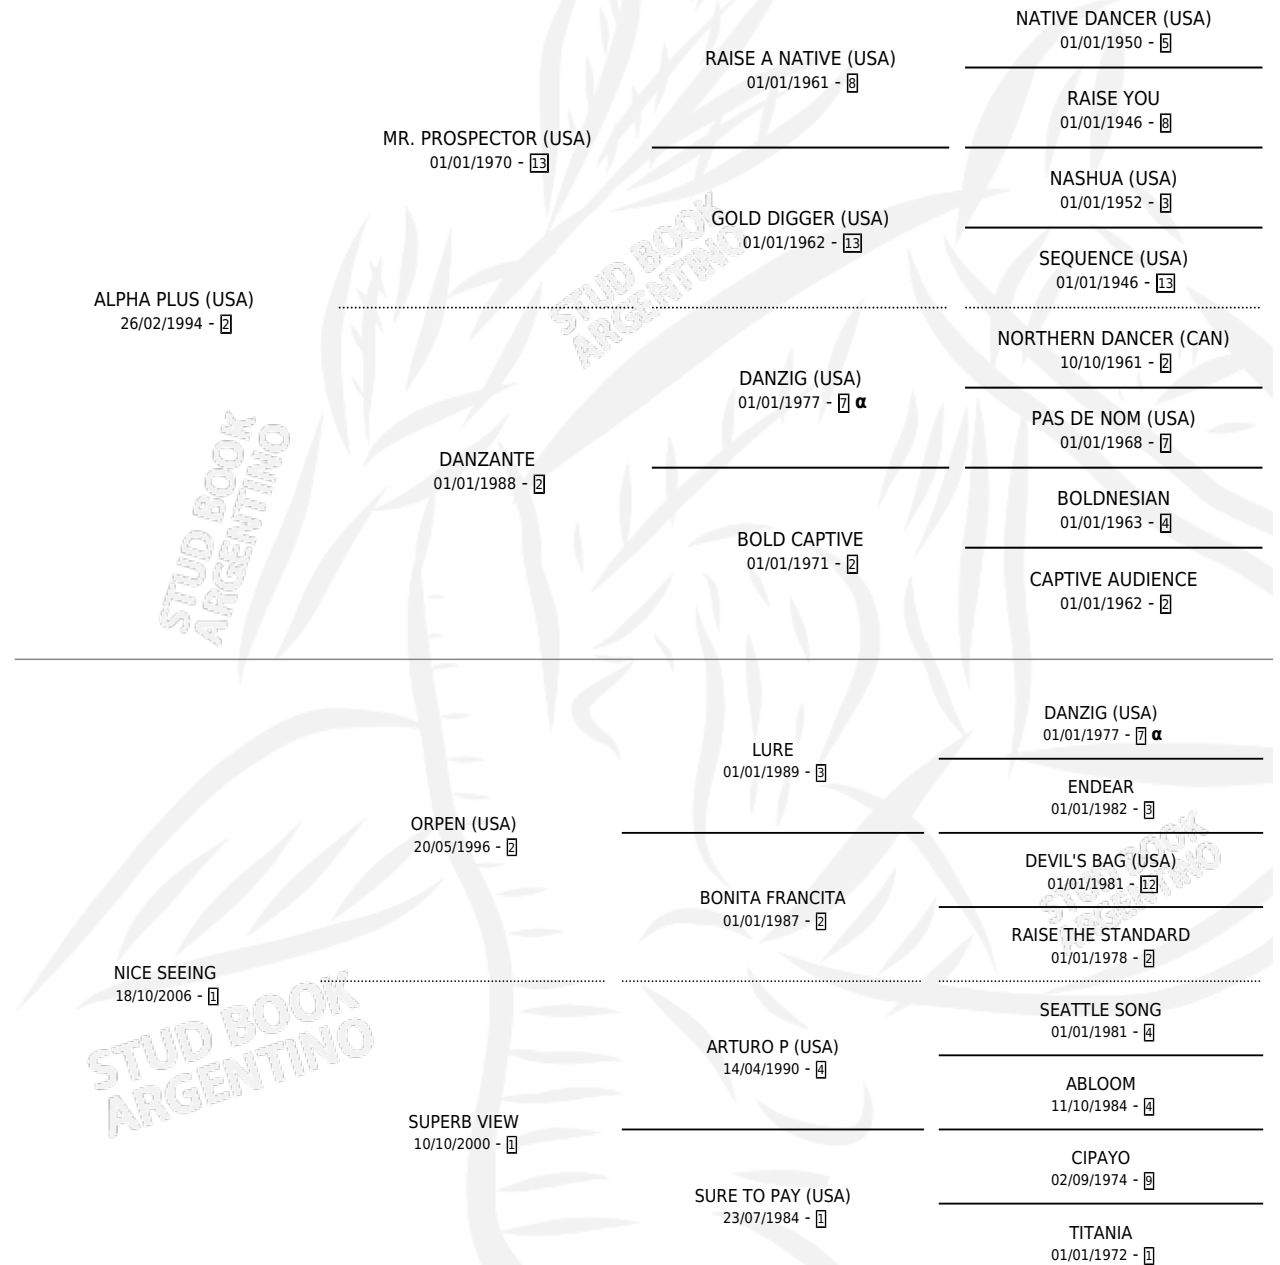 NATIVE DANCER (USA)
01/01/1950 - 5
RAISE A NATIVE (USA)
01/01/1961 - 8
RAISE YOU
01/01/1946 - 8
MR. PROSPECTOR (USA)
01/01/1970 - 13
NASHUA (USA)
01/01/1952 - 3
GOLD DIGGER (USA)
01/01/1962 - 13
SEQUENCE (USA)
01/01/1946 - 13
ALPHA PLUS (USA)
26/02/1994 - 2
NORTHERN DANCER (CAN)
10/10/1961 - 2
DANZIG (USA)
01/01/1977 - 7 α
PAS DE NOM (USA)
01/01/1968 - 7
DANZANTE
01/01/1988 - 2
BOLDNESIAN
01/01/1963 - 4
BOLD CAPTIVE
01/01/1971 - 2
CAPTIVE AUDIENCE
01/01/1962 - 2
STUD BOOK
ARGENTINO
STUD BOOK
ARGENTINO
DANZIG (USA)
01/01/1977 - 7 α
LURE
01/01/1989 - 3
ENDEAR
01/01/1982 - 3
ORPEN (USA)
20/05/1996 - 2
DEVIL'S BAG (USA)
01/01/1981 - 12
BONITA FRANCITA
01/01/1987 - 2
RAISE THE STANDARD
01/01/1978 - 2
NICE SEEING
18/10/2006 - 1
SEATTLE SONG
01/01/1981 - 4
ARTURO P (USA)
14/04/1990 - 4
ABLOOM
11/10/1984 - 4
SUPERB VIEW
10/10/2000 - 1
CIPAYO
02/09/1974 - 9
SURE TO PAY (USA)
23/07/1984 - 1
TITANIA
01/01/1972 - 1
STUD BOOK
ARGENTINO
STUD BOOK
ARGENTINO